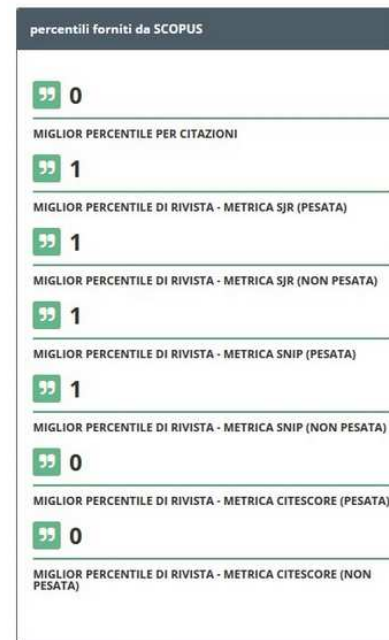 percentili forniti da SCOPUS
0
MIGLIOR PERCENTILE PER CITAZIONI
1
MIGLIOR PERCENTILE DI RIVISTA - METRICA SJR (PESATA)
1
MIGLIOR PERCENTILE DI RIVISTA - METRICA SJR (NON PESATA)
1
MIGLIOR PERCENTILE DI RIVISTA - METRICA SNIP (PESATA)
1
MIGLIOR PERCENTILE DI RIVISTA - METRICA SNIP (NON PESATA)
0
MIGLIOR PERCENTILE DI RIVISTA - METRICA CITESCORE (PESATA)
0
MIGLIOR PERCENTILE DI RIVISTA - METRICA CITESCORE (NON
PESATA)